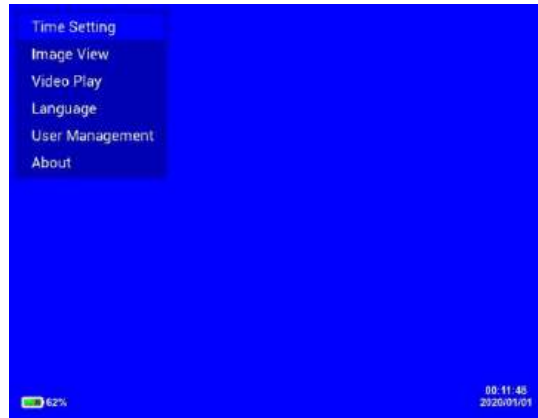 Time Setting
Image View
Video Play
Language
User Management
About
62%
00:11:48
2020/01/01